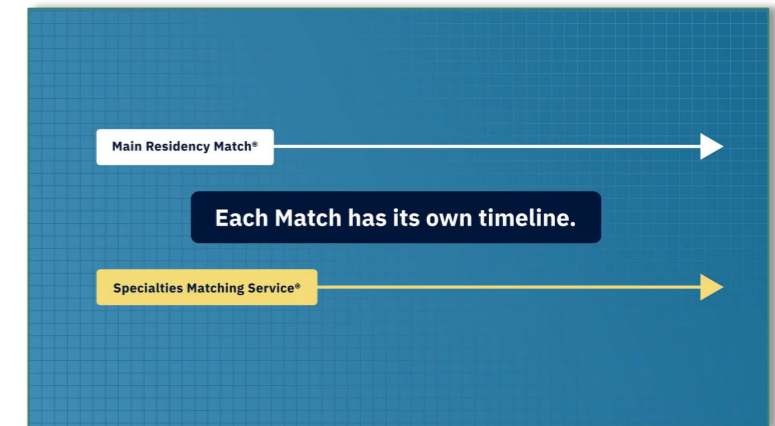 Main Residency Match®
Each Match has its own timeline.
Specialties Matching Service®